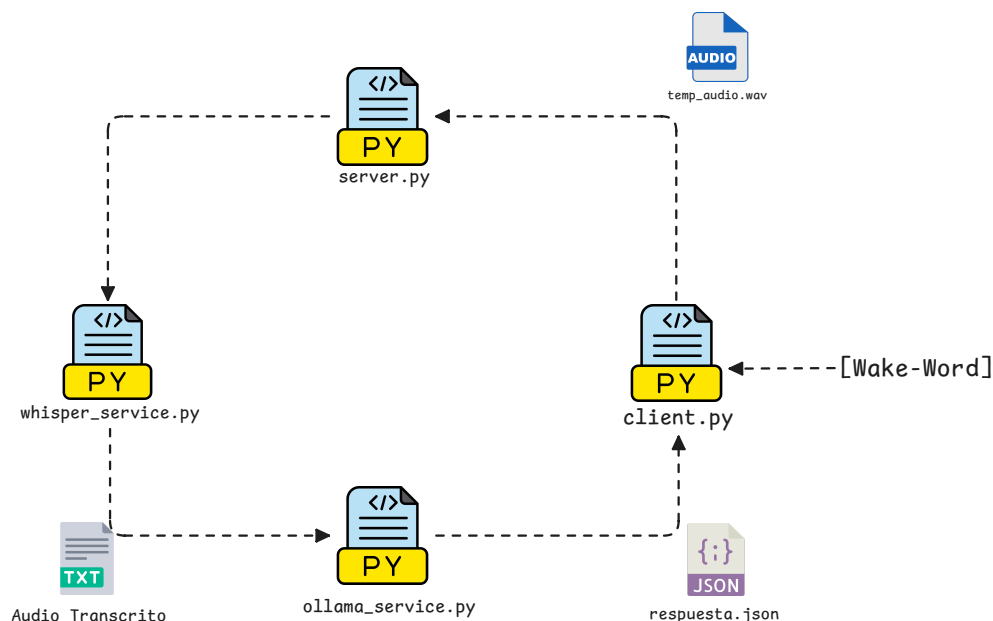 AUDIO
temp_audio.wav
</>
PY
server.py
</>
PY
whisper_service.py
</>
PY
client.py
[Wake-Word]
</>
PY
ollama_service.py
TXT
Audio Transcrito
{;}
JSON
respuesta.json